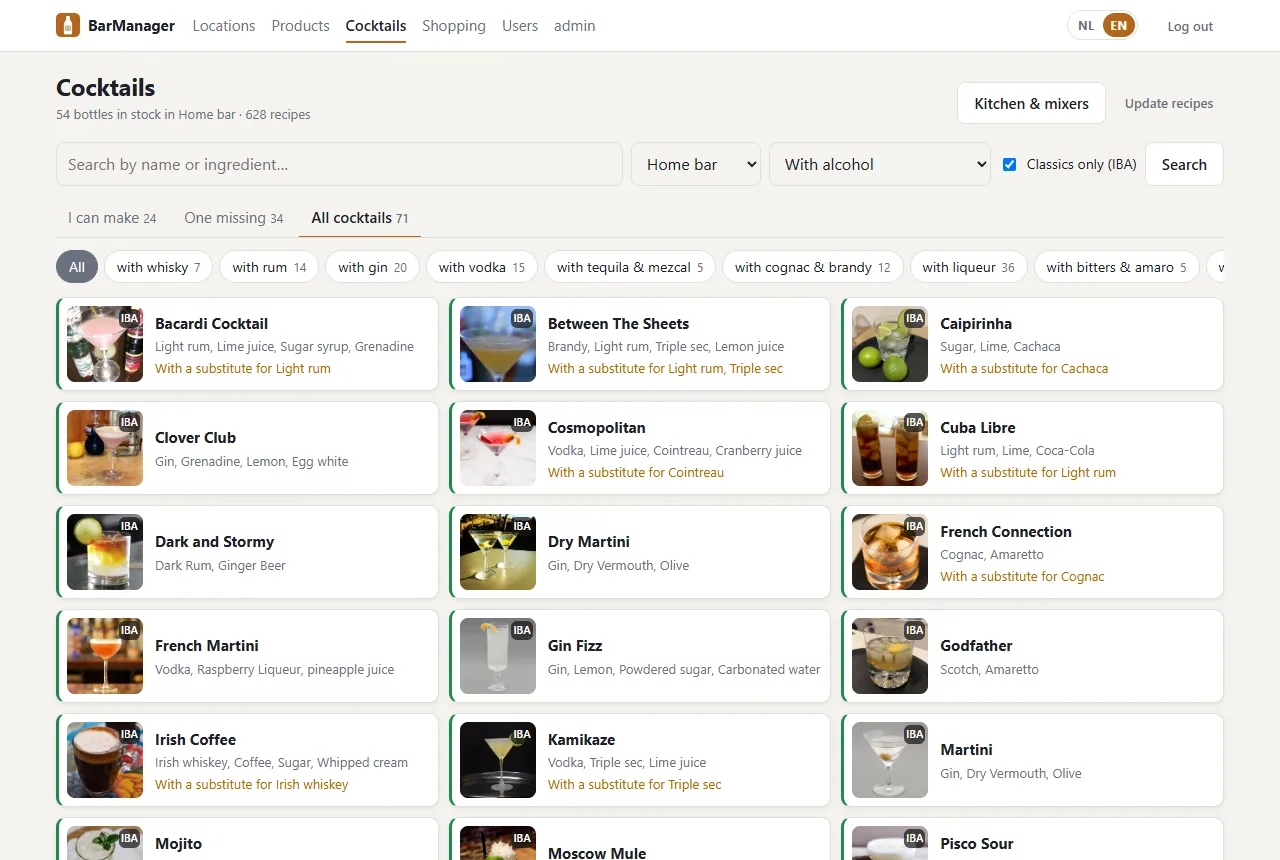 BarManager Locations Products Cocktails Shopping Users admin NL EN Log out
Cocktails
54 bottles in stock in Home bar · 628 recipes
Kitchen & mixers Update recipes
Search by name or ingredient... Home bar With alcohol Classics only (IBA) Search
I can make 24 One missing 34 All cocktails 71
All with whisky 7 with rum 14 with gin 20 with vodka 15 with tequila & mezcal 5 with cognac & brandy 12 with liqueur 36 with bitters & amaro 5
IBA Bacardi Cocktail
Light rum, Lime juice, Sugar syrup, Grenadine
With a substitute for Light rum
IBA Between The Sheets
Brandy, Light rum, Triple sec, Lemon juice
With a substitute for Light rum, Triple sec
IBA Caipirinha
Sugar, Lime, Cachaca
With a substitute for Cachaca
IBA Clover Club
Gin, Grenadine, Lemon, Egg white
IBA Cosmopolitan
Vodka, Lime juice, Cointreau, Cranberry juice
With a substitute for Cointreau
IBA Cuba Libre
Light rum, Lime, Coca-Cola
With a substitute for Light rum
IBA Dark and Stormy
Dark Rum, Ginger Beer
IBA Dry Martini
Gin, Dry Vermouth, Olive
IBA French Connection
Cognac, Amaretto
With a substitute for Cognac
IBA French Martini
Vodka, Raspberry Liqueur, pineapple juice
IBA Gin Fizz
Gin, Lemon, Powdered sugar, Carbonated water
IBA Godfather
Scotch, Amaretto
IBA Irish Coffee
Irish whiskey, Coffee, Sugar, Whipped cream
With a substitute for Irish whiskey
IBA Kamikaze
Vodka, Triple sec, Lime juice
With a substitute for Triple sec
IBA Martini
Gin, Dry Vermouth, Olive
IBA Mojito
IBA Moscow Mule
IBA Pisco Sour